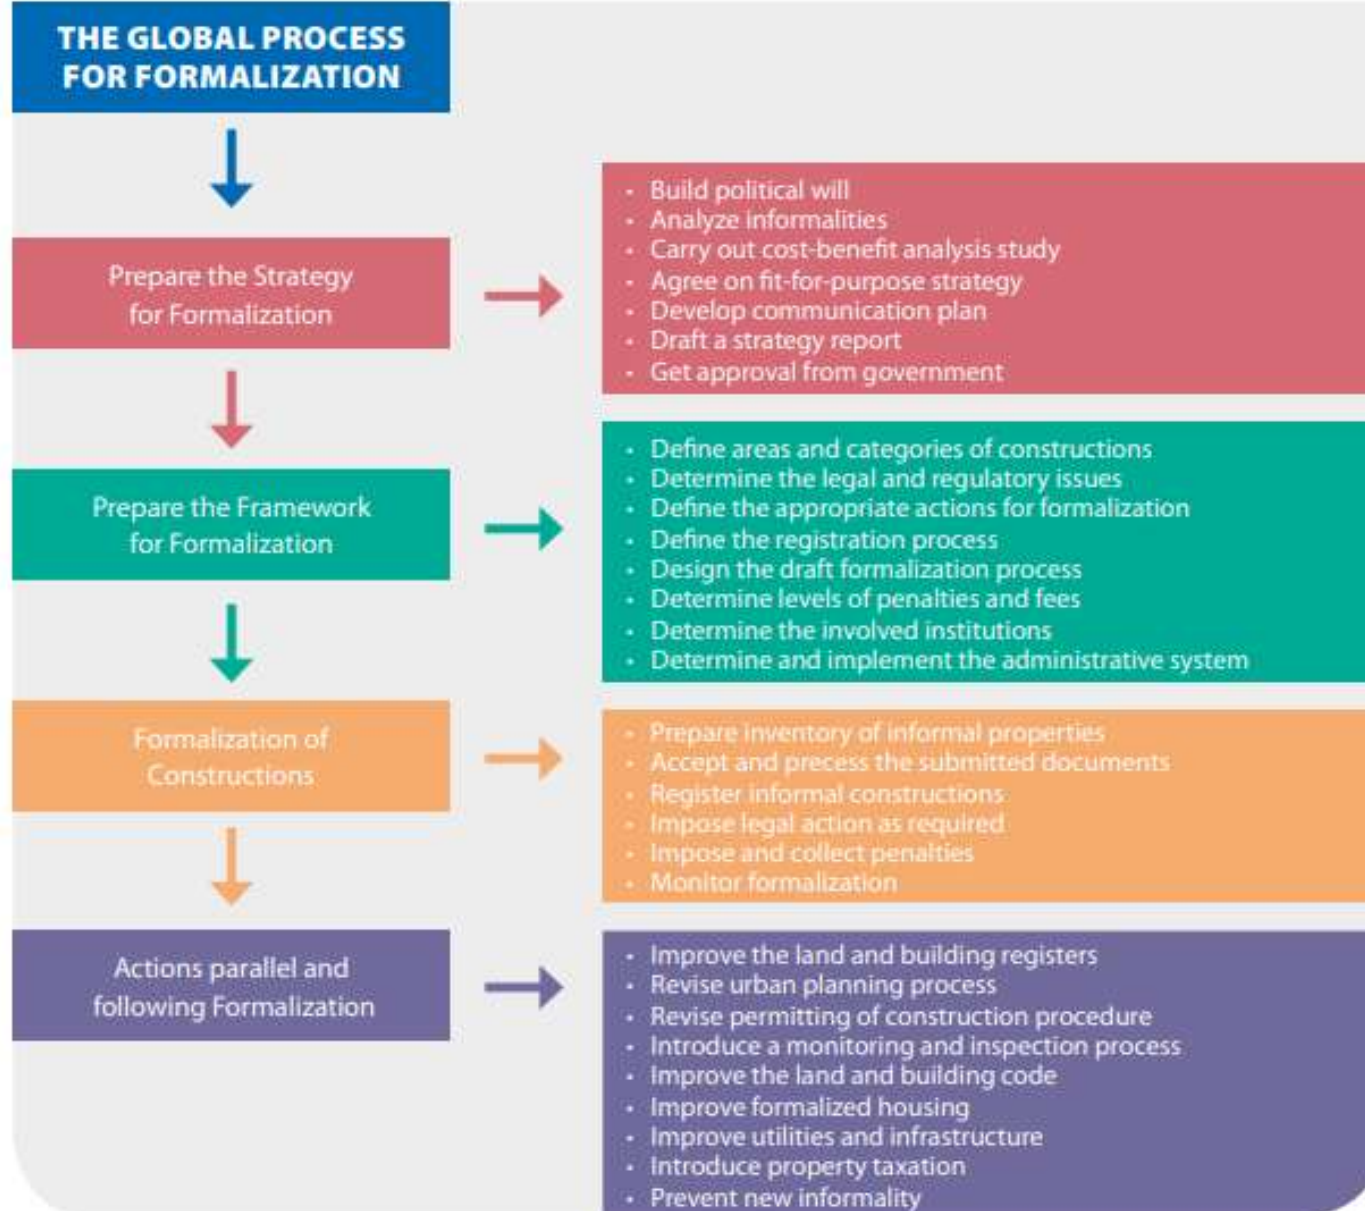 THE GLOBAL PROCESS
FOR FORMALIZATION
Prepare the Strategy
for Formalization
• Build political will
• Analyze informalities
• Carry out cost-benefit analysis study
• Agree on fit-for-purpose strategy
• Develop communication plan
• Draft a strategy report
• Get approval from government
Prepare the Framework
for Formalization
• Define areas and categories of constructions
• Determine the legal and regulatory issues
• Define the appropriate actions for formalization
• Define the registration process
• Design the draft formalization process
• Determine levels of penalties and fees
• Determine the involved institutions
• Determine and implement the administrative system
Formalization of
Constructions
• Prepare inventory of informal properties
• Accept and precess the submitted documents
• Register informal constructions
• Impose legal action as required
• Impose and collect penalties
• Monitor formalization
Actions parallel and
following Formalization
• Improve the land and building registers
• Revise urban planning process
• Revise permitting of construction procedure
• Introduce a monitoring and inspection process
• Improve the land and building code
• Improve formalized housing
• Improve utilities and infrastructure
• Introduce property taxation
• Prevent new informality